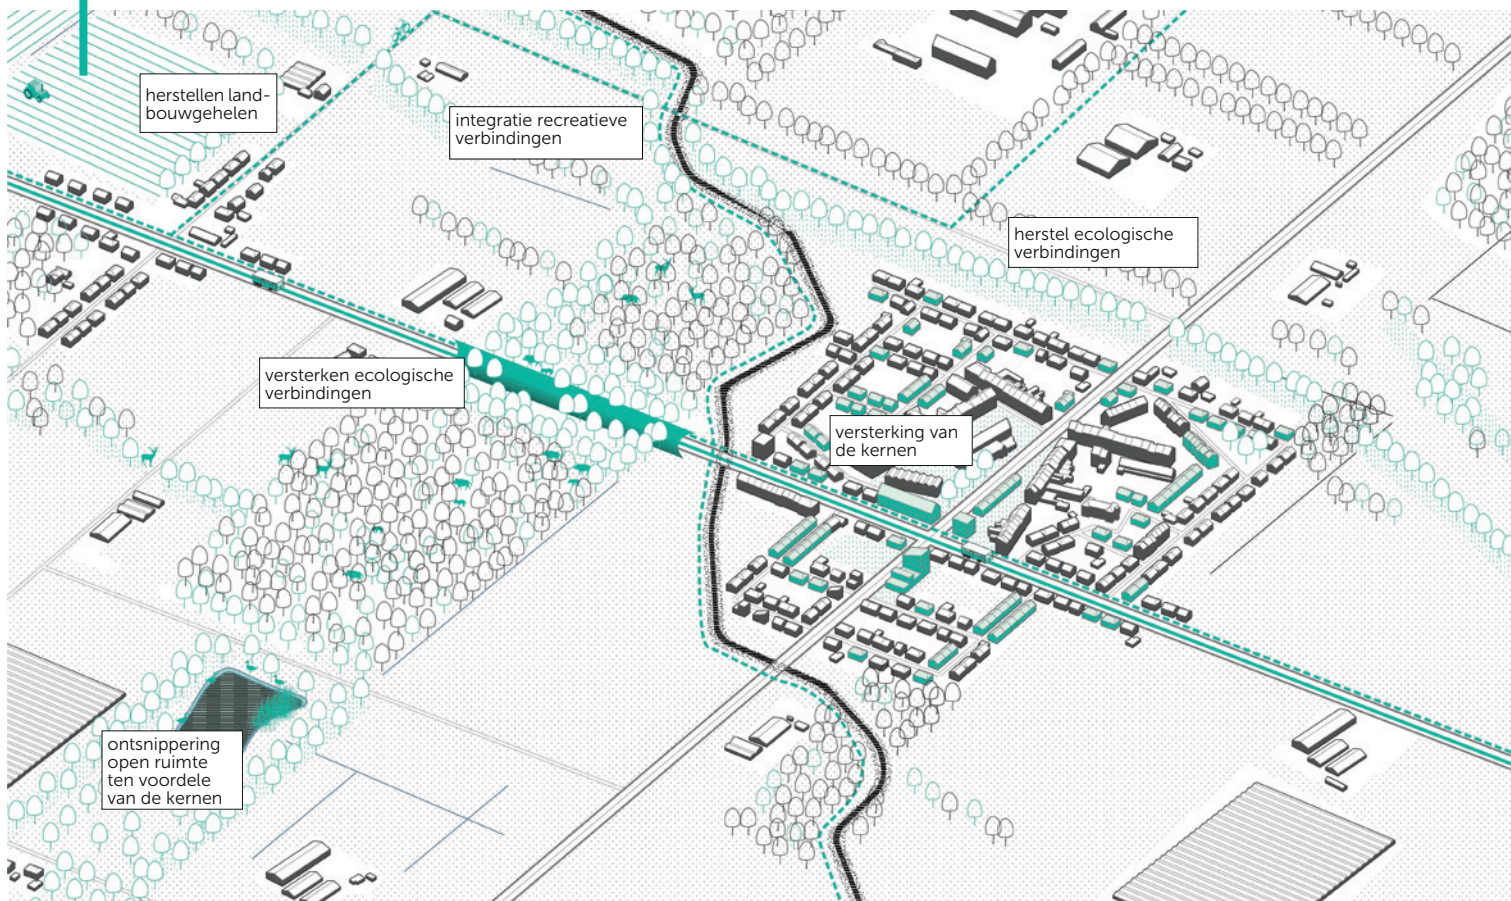 herstellen land-
bouwgehelen
integratie recreatieve
verbindingen
herstel ecologische
verbindingen
versterken ecologische
verbindingen
versterking van
de kernen
ontsnippering
open ruimte
ten voordele
van de kernen